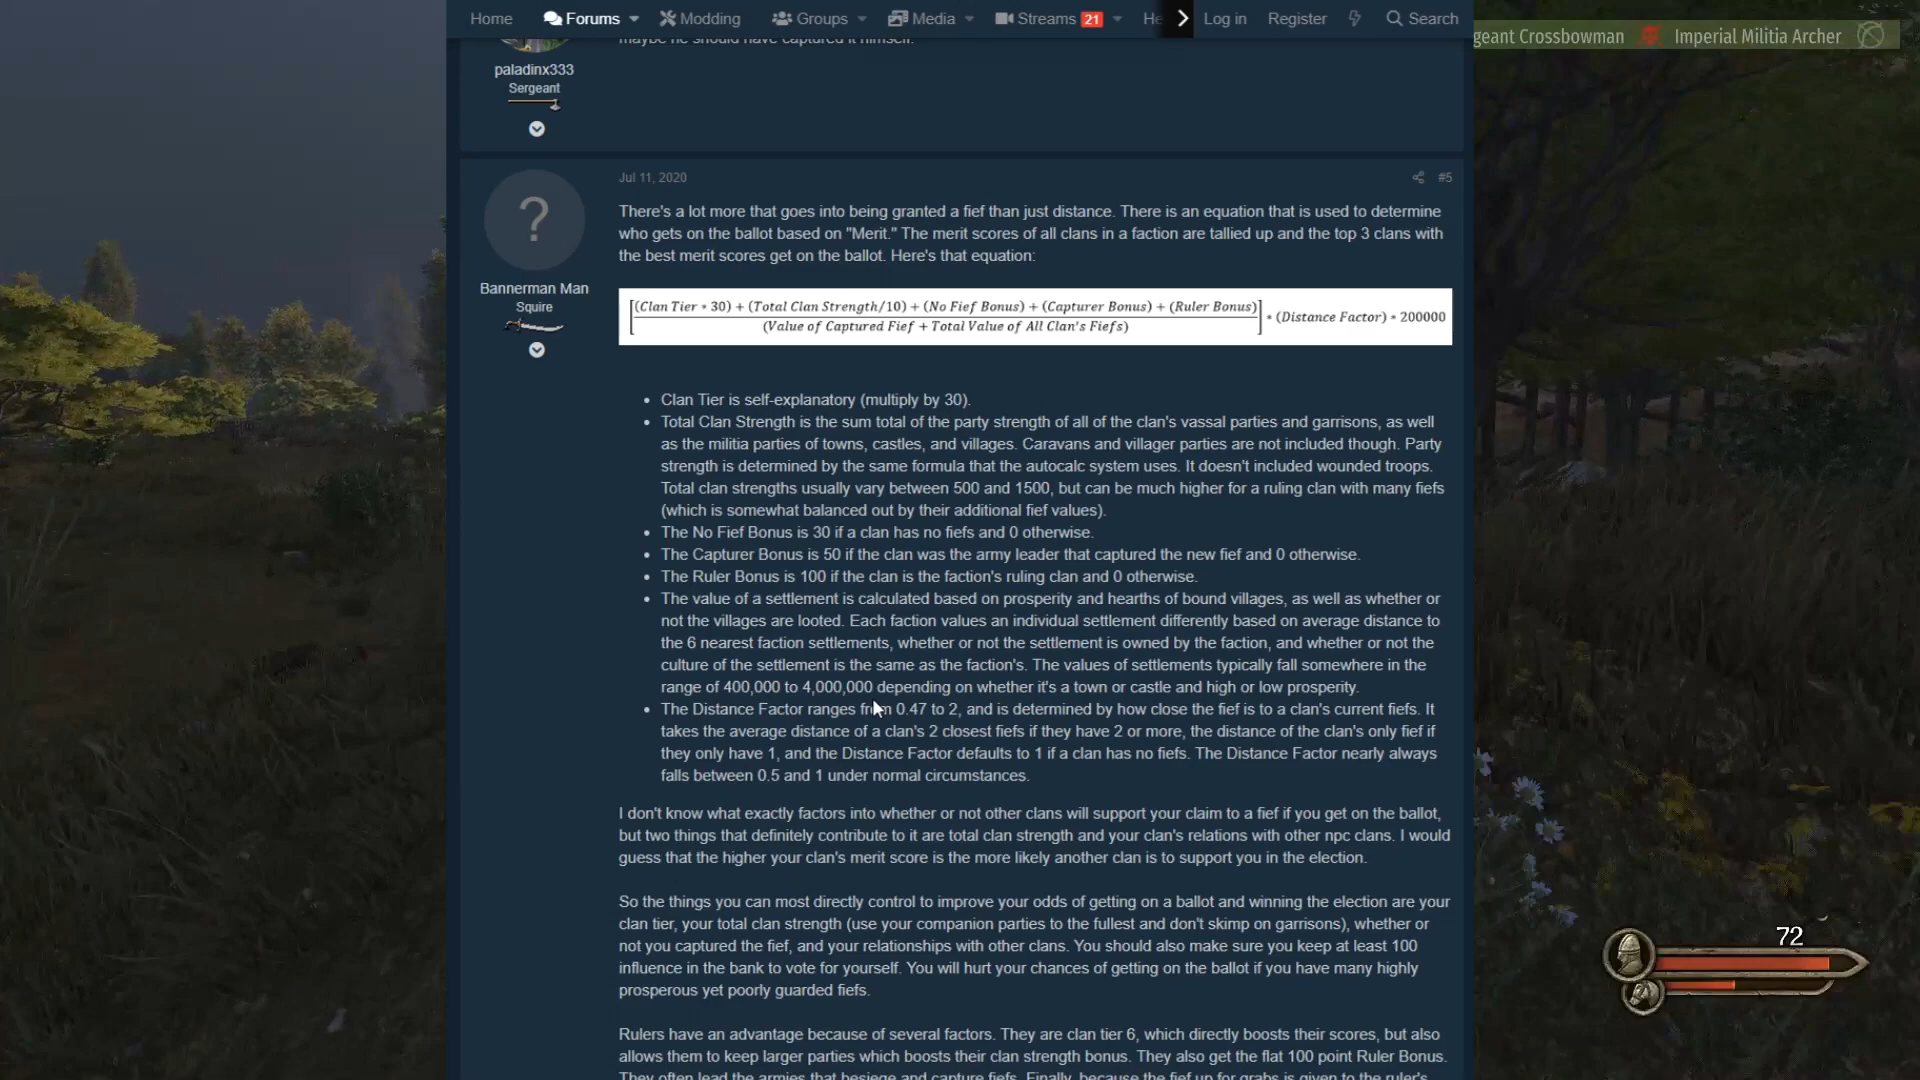 Home Forums Modding Groups Media Streams 21 He Log in Register Search
geant Crossbowman Imperial Militia Archer
maybe he should have captured it himself.
paladinx333
Sergeant
Jul 11, 2020 #5
There's a lot more that goes into being granted a fief than just distance. There is an equation that is used to determine
who gets on the ballot based on "Merit." The merit scores of all clans in a faction are tallied up and the top 3 clans with
the best merit scores get on the ballot. Here's that equation:
?
Bannerman Man
Squire
[(Clan Tier * 30) + (Total Clan Strength/10) + (No Fief Bonus) + (Capturer Bonus) + (Ruler Bonus)
(Value of Captured Fief + Total Value of All Clan's Fiefs)] * (Distance Factor) * 200000
• Clan Tier is self-explanatory (multiply by 30).
• Total Clan Strength is the sum total of the party strength of all of the clan's vassal parties and garrisons, as well
as the militia parties of towns, castles, and villages. Caravans and villager parties are not included though. Party
strength is determined by the same formula that the autocalc system uses. It doesn't included wounded troops.
Total clan strengths usually vary between 500 and 1500, but can be much higher for a ruling clan with many fiefs
(which is somewhat balanced out by their additional fief values).
• The No Fief Bonus is 30 if a clan has no fiefs and 0 otherwise.
• The Capturer Bonus is 50 if the clan was the army leader that captured the new fief and 0 otherwise.
• The Ruler Bonus is 100 if the clan is the faction's ruling clan and 0 otherwise.
• The value of a settlement is calculated based on prosperity and hearths of bound villages, as well as whether or
not the villages are looted. Each faction values an individual settlement differently based on average distance to
the 6 nearest faction settlements, whether or not the settlement is owned by the faction, and whether or not the
culture of the settlement is the same as the faction's. The values of settlements typically fall somewhere in the
range of 400,000 to 4,000,000 depending on whether it's a town or castle and high or low prosperity.
• The Distance Factor ranges from 0.47 to 2, and is determined by how close the fief is to a clan's current fiefs. It
takes the average distance of a clan's 2 closest fiefs if they have 2 or more, the distance of the clan's only fief if
they only have 1, and the Distance Factor defaults to 1 if a clan has no fiefs. The Distance Factor nearly always
falls between 0.5 and 1 under normal circumstances.
I don't know what exactly factors into whether or not other clans will support your claim to a fief if you get on the ballot,
but two things that definitely contribute to it are total clan strength and your clan's relations with other npc clans. I would
guess that the higher your clan's merit score is the more likely another clan is to support you in the election.
So the things you can most directly control to improve your odds of getting on a ballot and winning the election are your
clan tier, your total clan strength (use your companion parties to the fullest and don't skimp on garrisons), whether or
not you captured the fief, and your relationships with other clans. You should also make sure you keep at least 100
influence in the bank to vote for yourself. You will hurt your chances of getting on the ballot if you have many highly
prosperous yet poorly guarded fiefs.
72
Rulers have an advantage because of several factors. They are clan tier 6, which directly boosts their scores, but also
allows them to keep larger parties which boosts their clan strength bonus. They also get the flat 100 point Ruler Bonus.
They often lead the armies that besiege and capture fiefs. Finally, because the fief up for grabs is given to the ruler's